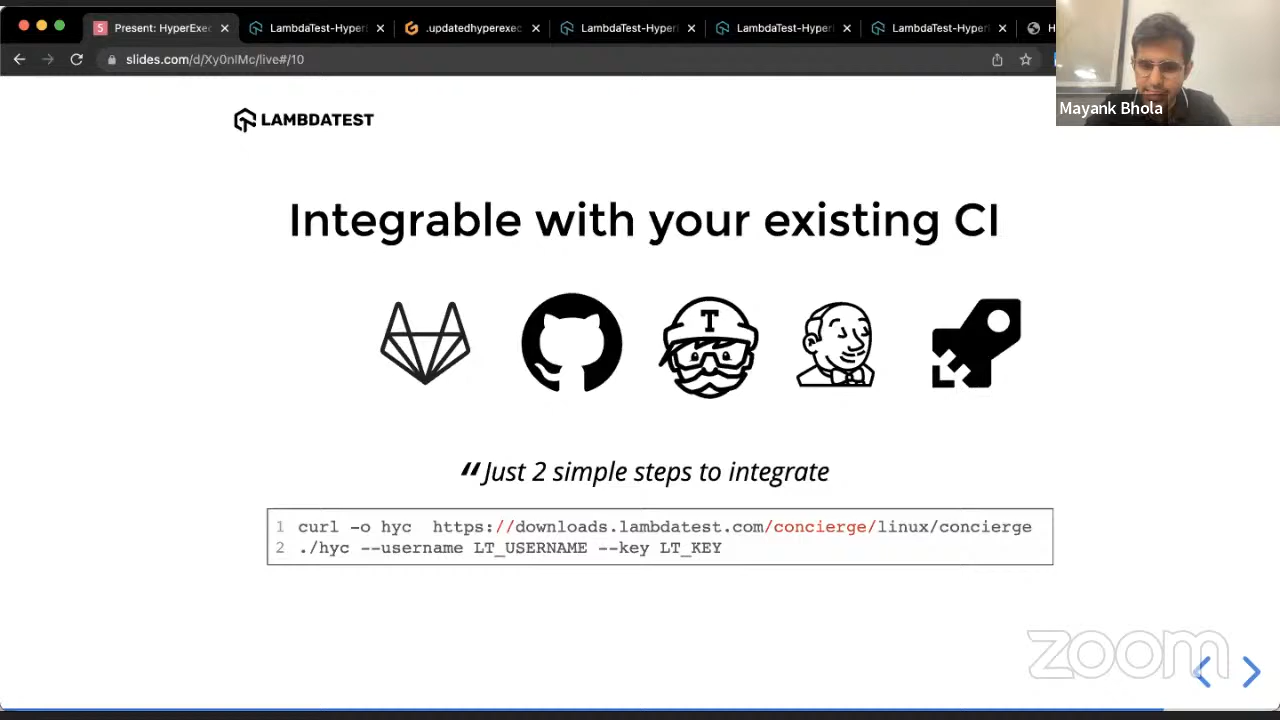 Present: HyperExec
LambdaTest-Hyper
.updatedhyperexec
LambdaTest-Hyper
LambdaTest-Hyper
LambdaTest-Hyper
H
slides.com/d/Xy0nIMc/live#/10
Mayank Bhola
LAMBDATEST
Integrable with your existing CI
T
“Just 2 simple steps to integrate
1 curl -o hyc  https://downloads.lambdatest.com/concierge/linux/concierge
2 ./hyc --username LT_USERNAME --key LT_KEY
zoom